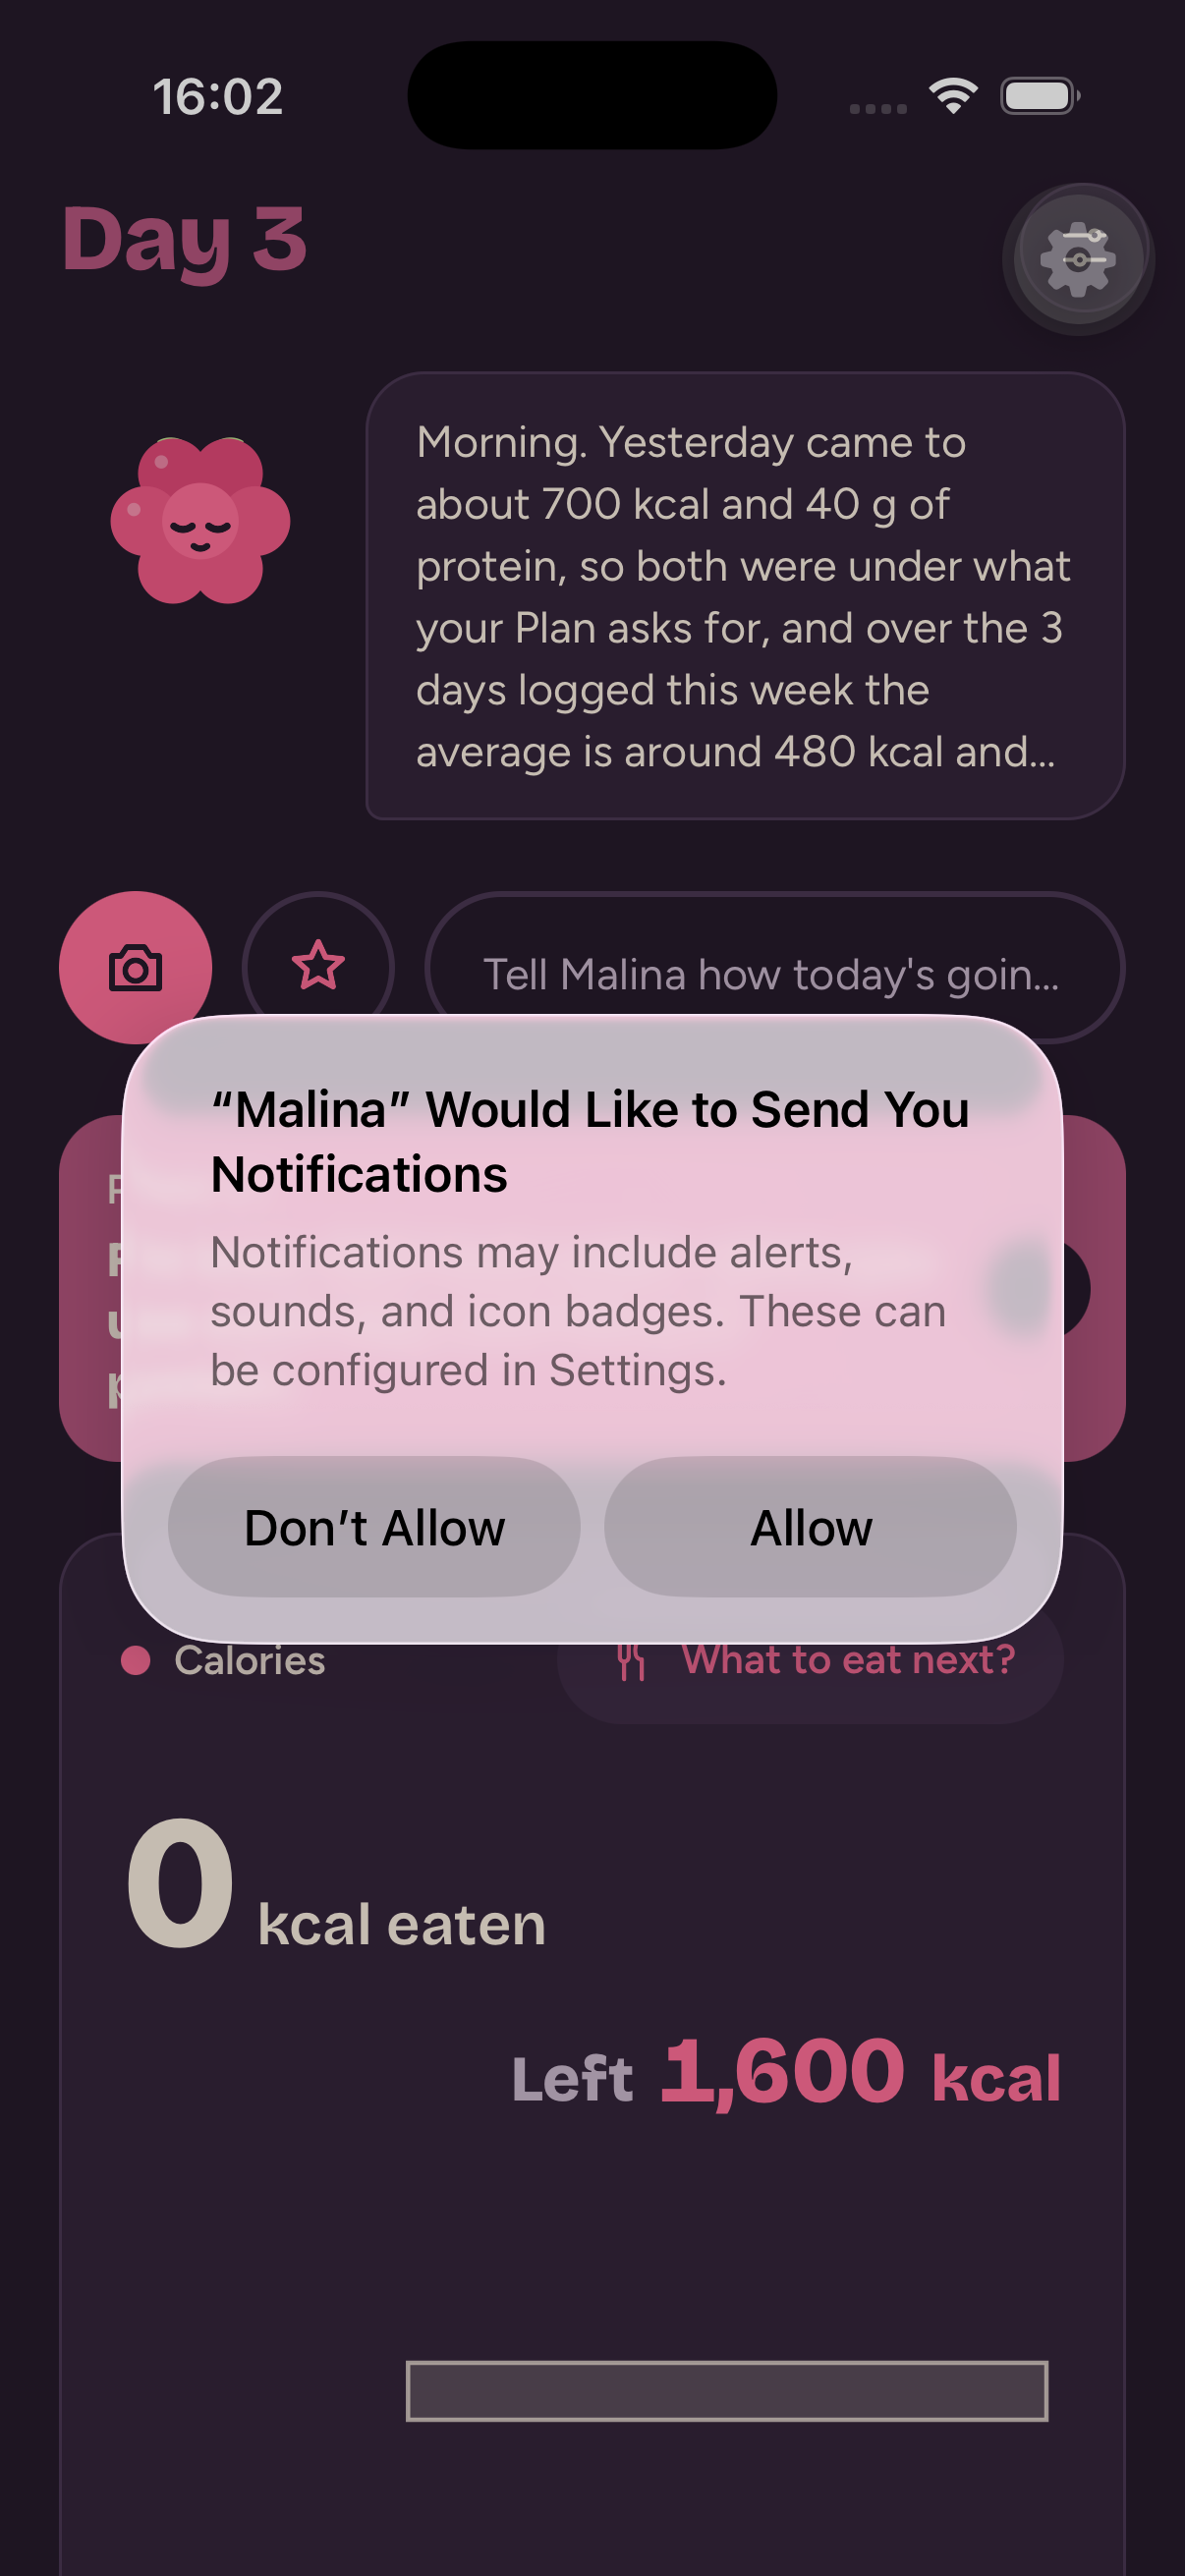 16:02
Day 3
Morning. Yesterday came to
about 700 kcal and 40 g of
protein, so both were under what
your Plan asks for, and over the 3
days logged this week the
average is around 480 kcal and...
Tell Malina how today's goin...
“Malina” Would Like to Send You
Notifications
Notifications may include alerts,
sounds, and icon badges. These can
be configured in Settings.
Don’t Allow
Allow
Calories
What to eat next?
0 kcal eaten
Left 1,600 kcal